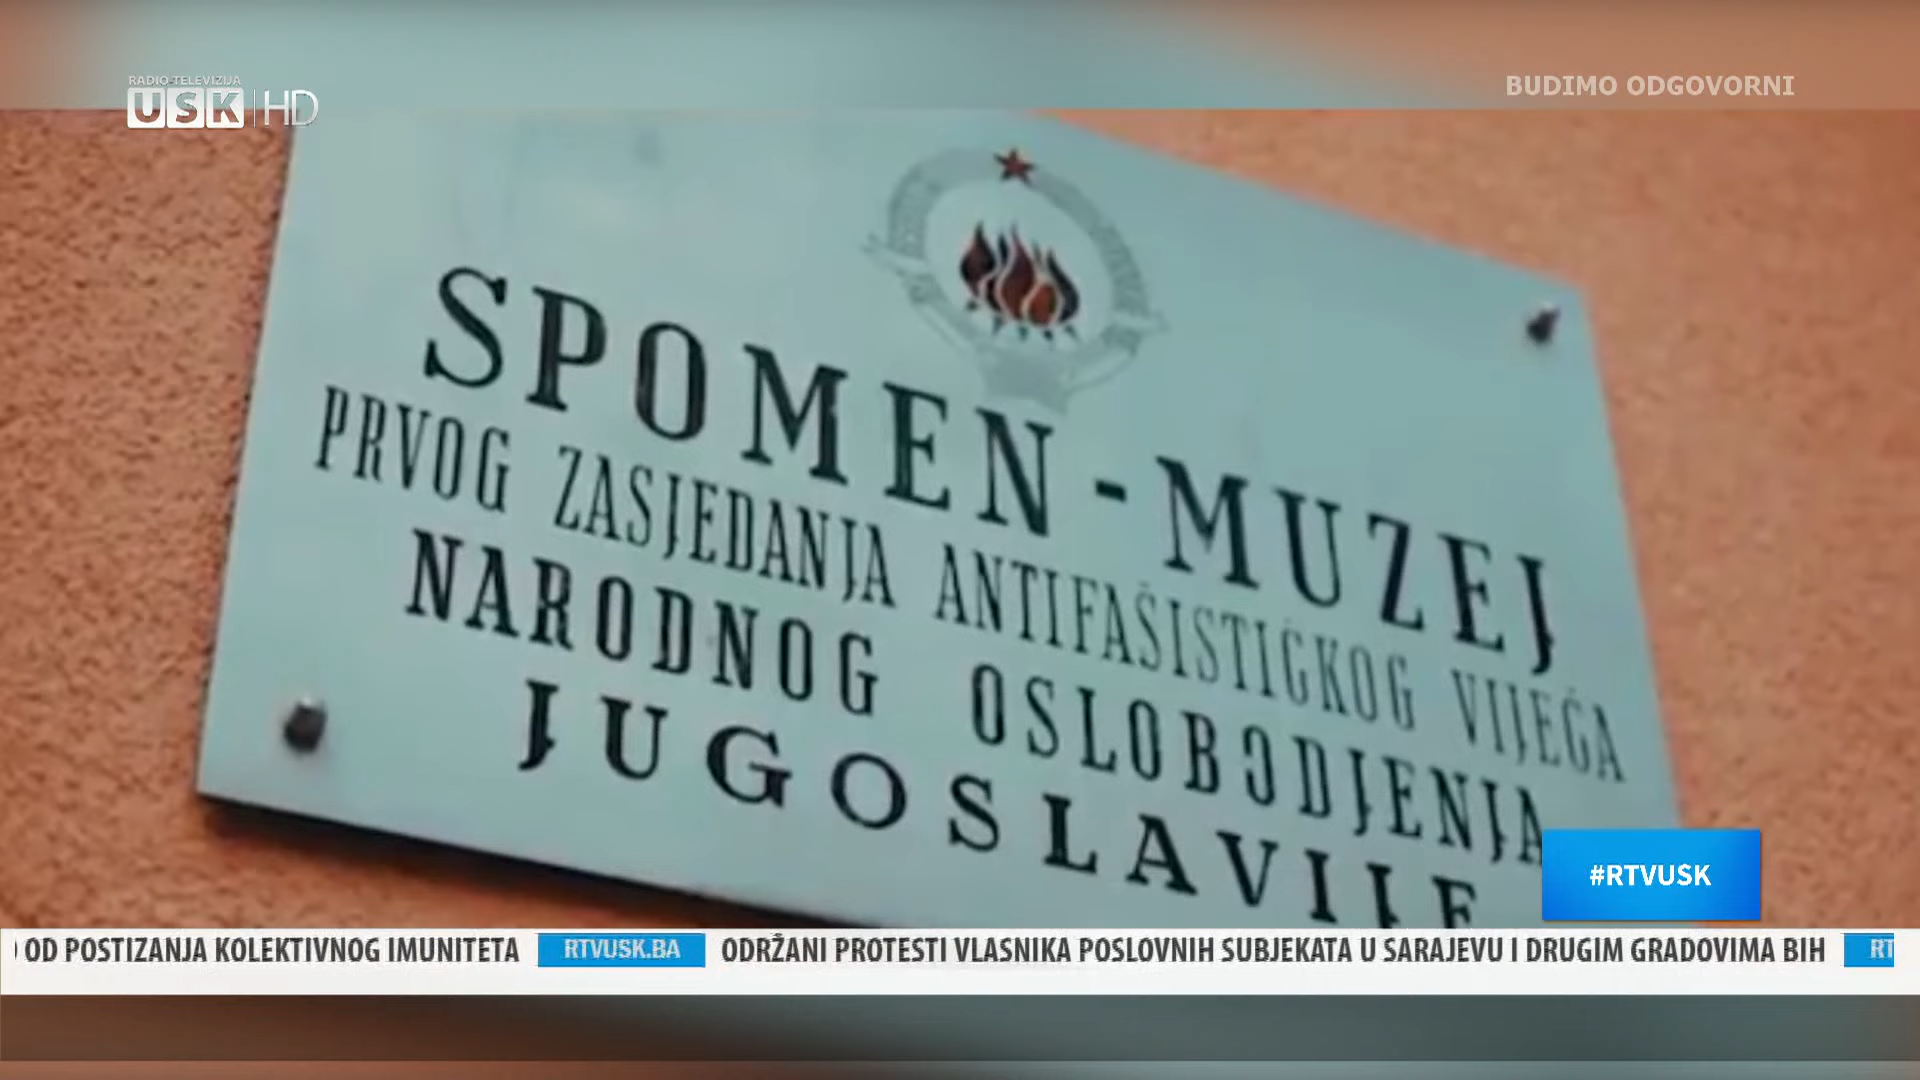 RADIO-TELEVIZIJA
USK HD
BUDIMO ODGOVORNI
SPOMEN-MUZEJ
PRVOG ZASJEDANJA ANTIFAŠISTIČKOG VIJEĆA
NARODNOG OSLOBODJENJA
JUGOSLAVIJE
#RTVUSK
OD POSTIZANJA KOLEKTIVNOG IMUNITETA RTVUSK.BA ODRŽANI PROTESTI VLASNIKA POSLOVNIH SUBJEKATA U SARAJEVU I DRUGIM GRADOVIMA BIH